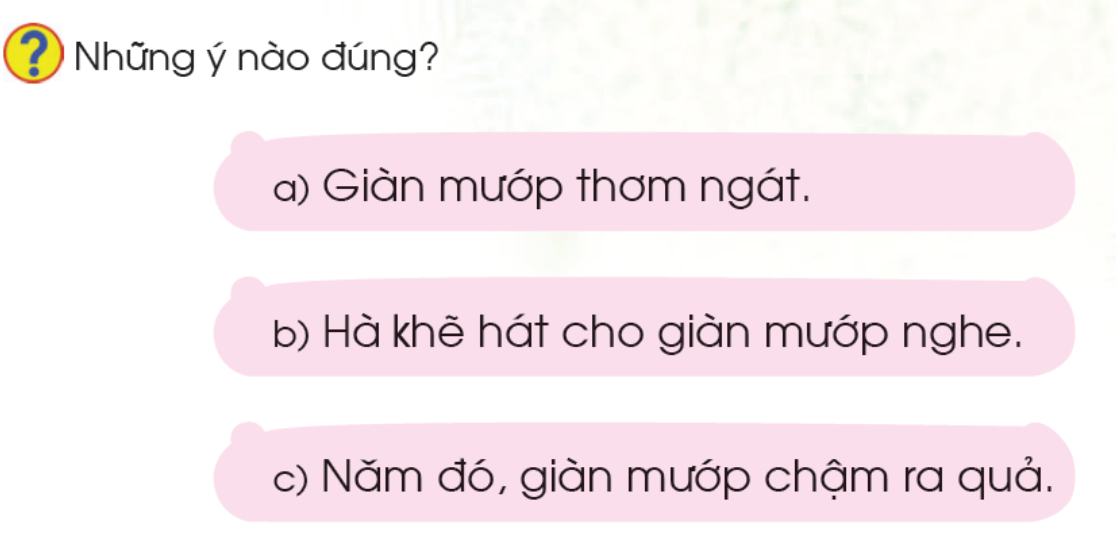 ? Những ý nào đúng?
a) Giàn mướp thơm ngát.
b) Hà khẽ hát cho giàn mướp nghe.
c) Năm đó, giàn mướp chậm ra quả.